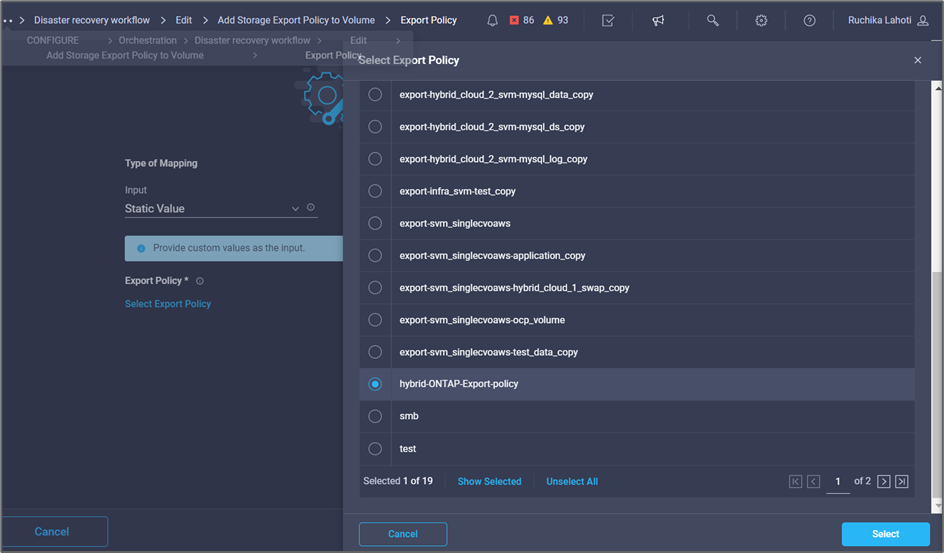 Disaster recovery workflow > Edit > Add Storage Export Policy to Volume > Export Policy 86 93 Ruchika Lahoti
CONFIGURE > Orchestration > Disaster recovery workflow > Edit >
Add Storage Export Policy to Volume > Export Policy
Select Export Policy
export-hybrid_cloud_2_svm-mysql_data_copy
export-hybrid_cloud_2_svm-mysql_ds_copy
export-hybrid_cloud_2_svm-mysql_log_copy
Type of Mapping
Input
export-infra_svm-test_copy
Static Value
export-svm_singlecvoaws
Provide custom values as the input.
export-svm_singlecvoaws-application_copy
Export Policy *
export-svm_singlecvoaws-hybrid_cloud_1_swap_copy
Select Export Policy
export-svm_singlecvoaws-ocp_volume
export-svm_singlecvoaws-test_data_copy
hybrid-ONTAP-Export-policy
smb
test
Selected 1 of 19 Show Selected Unselect All 1 of 2
Cancel
Cancel Select